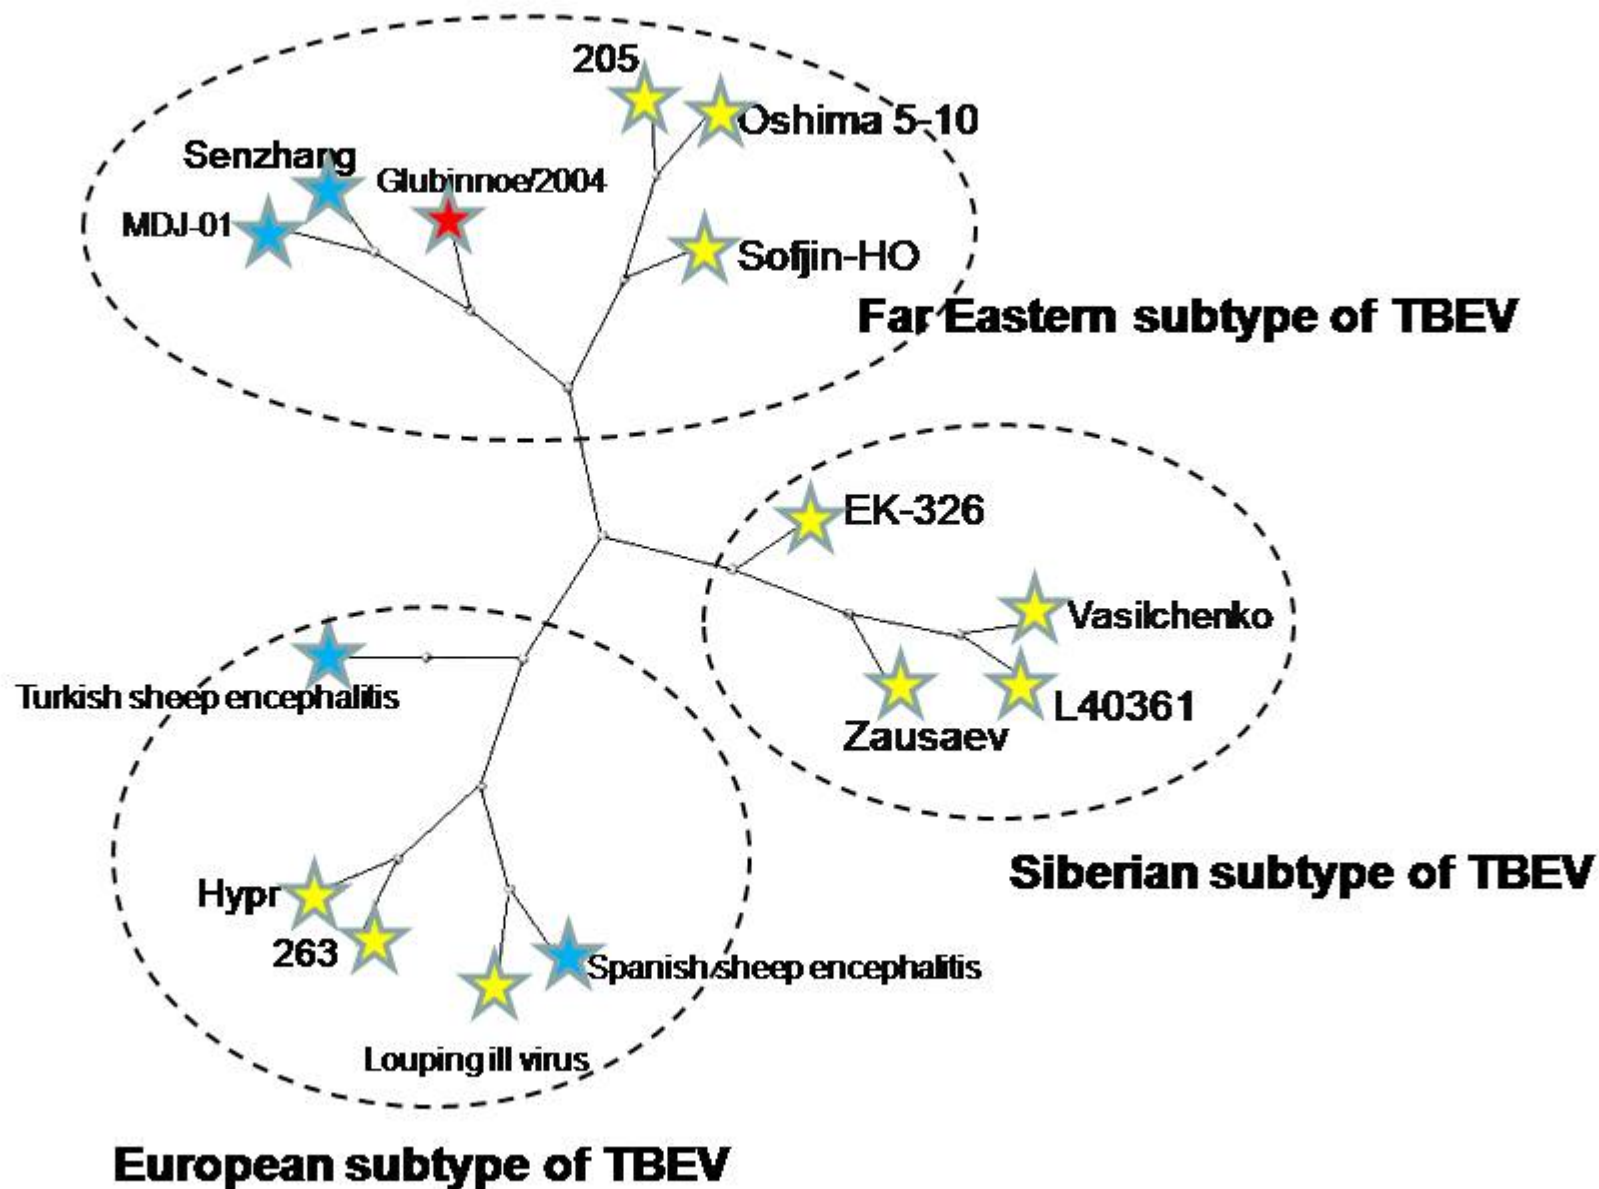 205
Oshima 5-10
Senzhang
Glubinnoe/2004
MDJ-01
Sofjin-HO
Far Eastern subtype of TBEV
EK-326
Vasilchenko
L40361
Zausaev
Siberian subtype of TBEV
Turkish sheep encephalitis
Hypr
263
Spanish sheep encephalitis
Louping ill virus
European subtype of TBEV